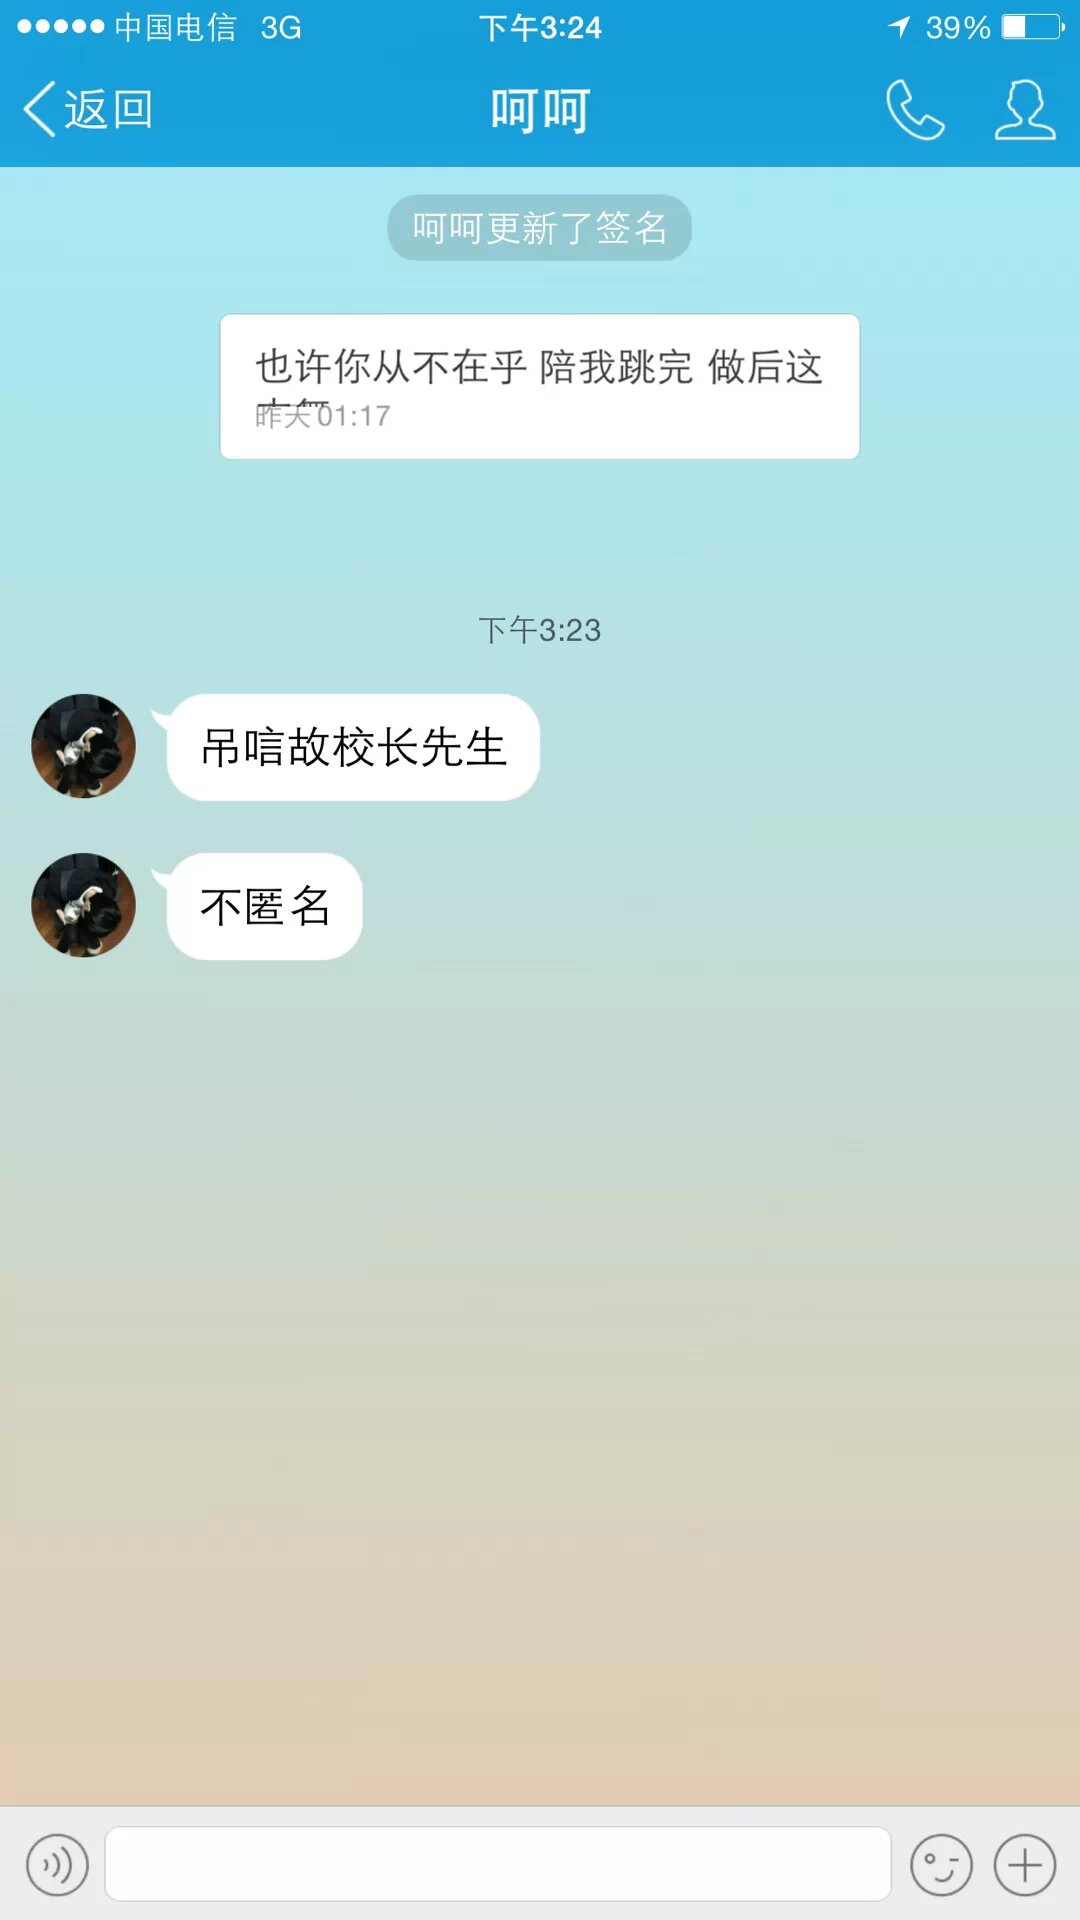 中国电信 3G 下午3:24 39%
返回 呵呵
呵呵更新了签名
也许你从不在乎 陪我跳完 做后这
昨天 01:17
下午3:23
吊唁故校长先生
不匿名